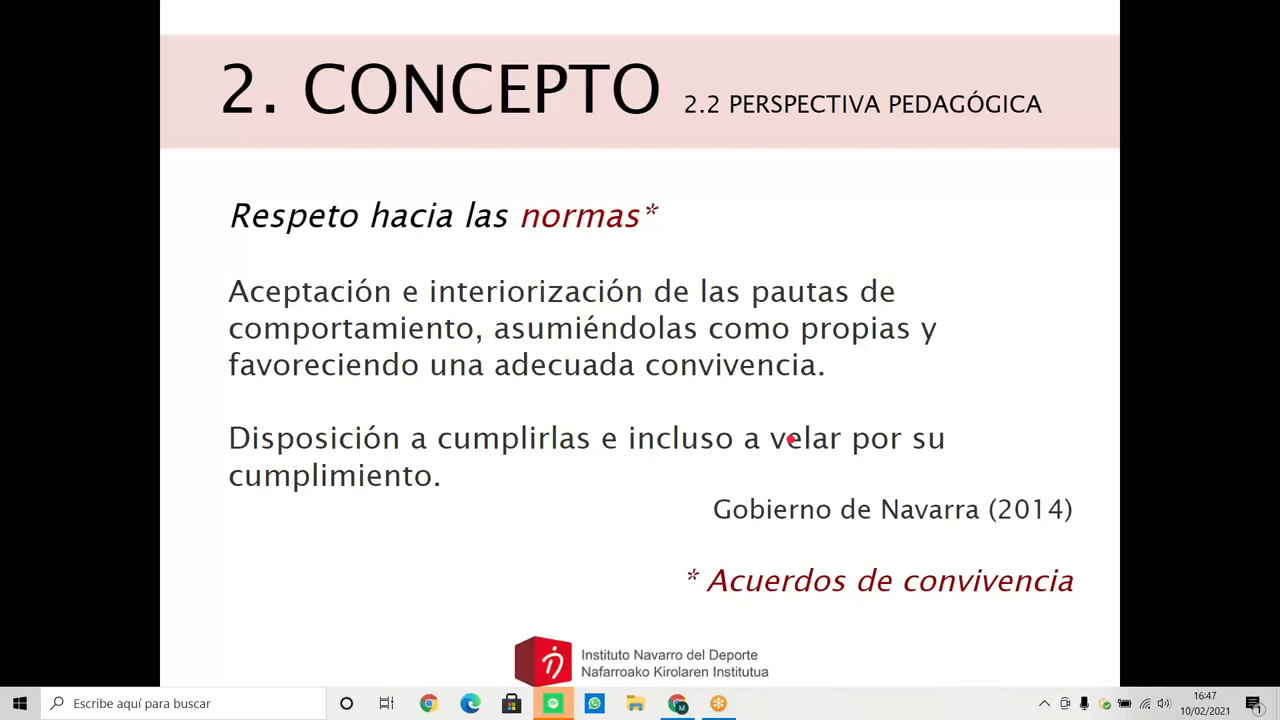 2. CONCEPTO 2.2 PERSPECTIVA PEDAGÓGICA
Respeto hacia las normas*
Aceptación e interiorización de las pautas de
comportamiento, asumiéndolas como propias y
favoreciendo una adecuada convivencia.
Disposición a cumplirlas e incluso a velar por su
cumplimiento.
Gobierno de Navarra (2014)
* Acuerdos de convivencia
Instituto Navarro del Deporte
Nafarroako Kirolaren Institutua
Escribe aquí para buscar
16:47
10/02/2021